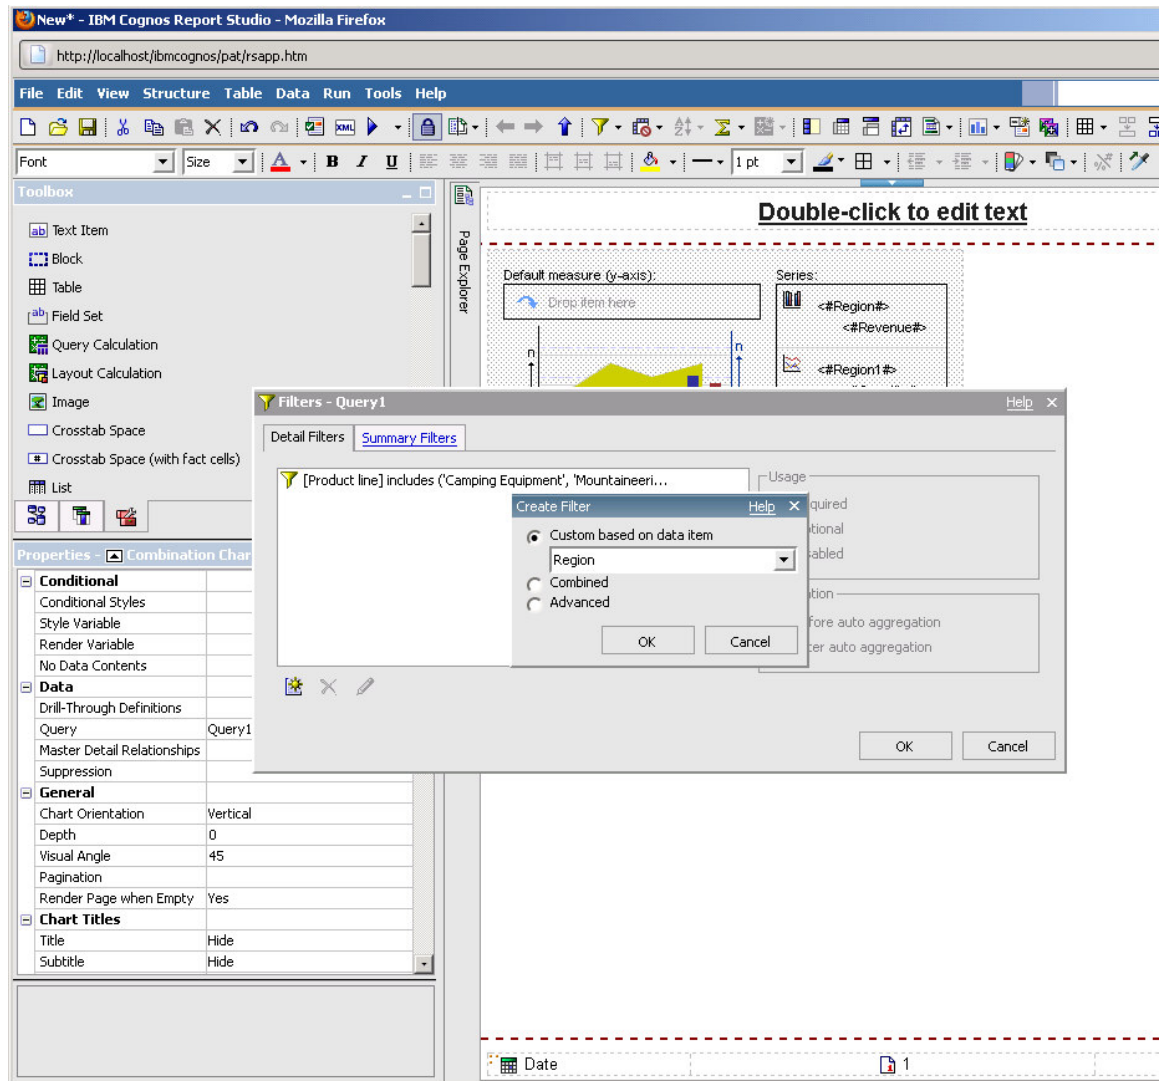 New* - IBM Cognos Report Studio - Mozilla Firefox
http://localhost/ibmcognos/pat/rsapp.htm
File Edit View Structure Table Data Run Tools Help
XML
Font Size A B I U 1 pt
Toolbox
ab Text Item
Block
Table
ab Field Set
Query Calculation
Layout Calculation
Image
Crosstab Space
Crosstab Space (with fact cells)
List
Page Explorer
Double-click to edit text
Default measure (y-axis):
Drop item here
n
n
Series:
<#Region#>
<#Revenue#>
<#Region1#>
Filters - Query1 Help
Detail Filters Summary Filters
[Product line] includes ('Camping Equipment', 'Mountaineeri...
Usage
quired
tional
abled
tion
fore auto aggregation
ter auto aggregation
Create Filter Help
Custom based on data item
Region
Combined
Advanced
OK Cancel
OK Cancel
Properties - Combination Char
Conditional
Conditional Styles
Style Variable
Render Variable
No Data Contents
Data
Drill-Through Definitions
Query Query1
Master Detail Relationships
Suppression
General
Chart Orientation Vertical
Depth 0
Visual Angle 45
Pagination
Render Page when Empty Yes
Chart Titles
Title Hide
Subtitle Hide
Date 1